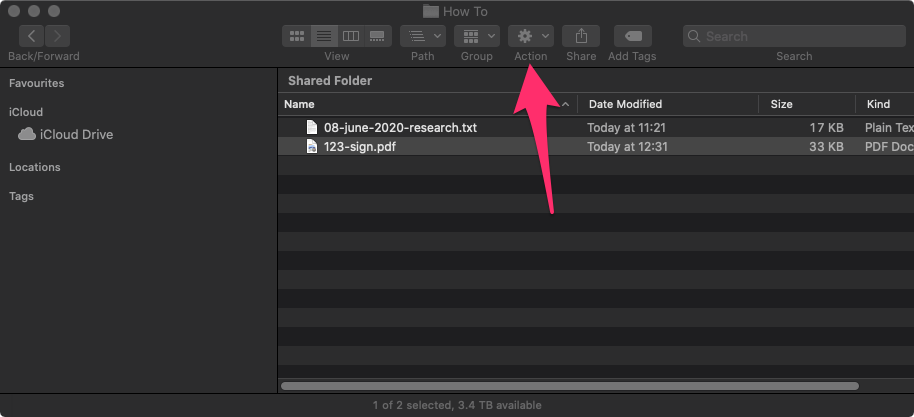 How To
Back/Forward View Path Group Action Share Add Tags Search
Search
Favourites
iCloud
iCloud Drive
Locations
Tags
Shared Folder
Name Date Modified Size Kind
08-june-2020-research.txt Today at 11:21 17 KB Plain Tex
123-sign.pdf Today at 12:31 33 KB PDF Doc
1 of 2 selected, 3.4 TB available